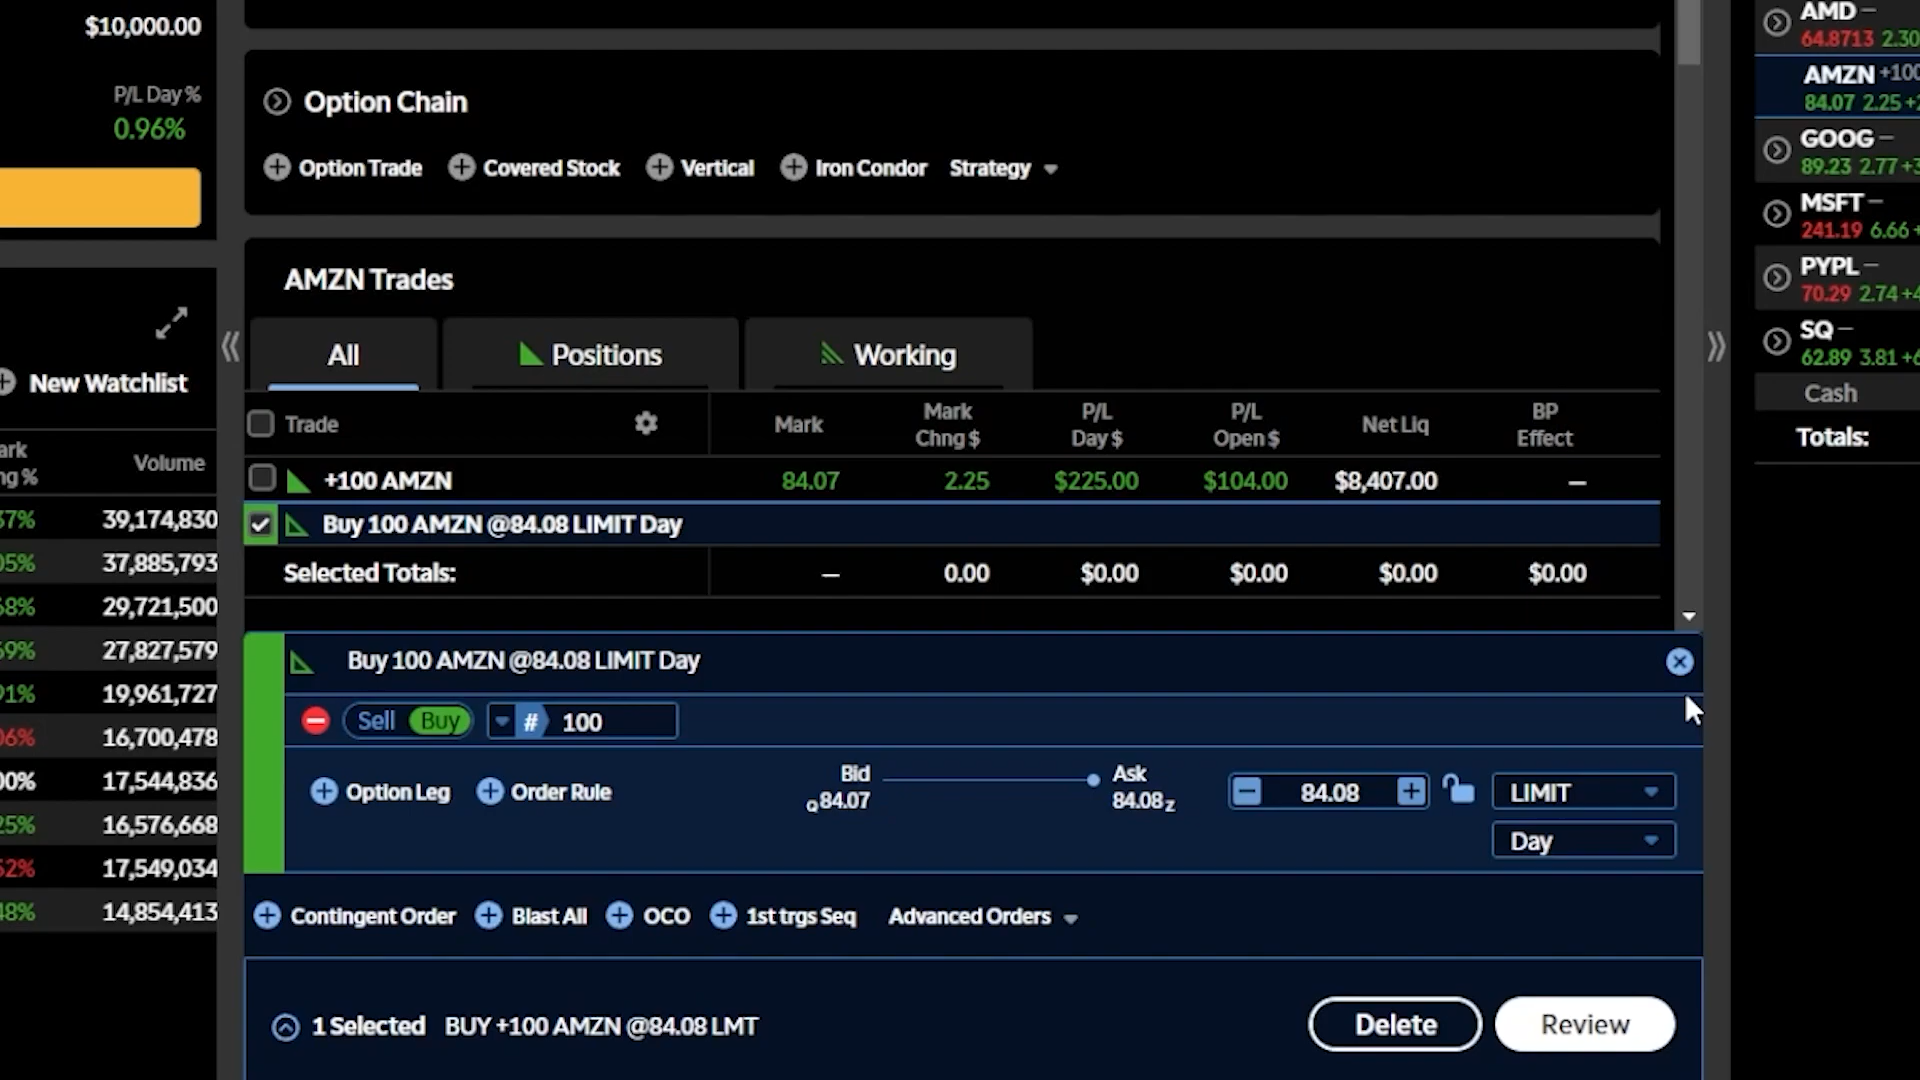 $10,000.00
P/L Day %
0.96%
New Watchlist
Volume
39,174,830
37,885,793
29,721,500
27,827,579
19,961,727
16,700,478
17,544,836
16,576,668
17,549,034
14,854,413
Option Chain
Option Trade Covered Stock Vertical Iron Condor Strategy
AMZN Trades
All Positions Working
Trade Mark Mark Chng $ P/L Day $ P/L Open $ Net Liq BP Effect
+100 AMZN 84.07 2.25 $225.00 $104.00 $8,407.00 —
Buy 100 AMZN @84.08 LIMIT Day
Selected Totals: — 0.00 $0.00 $0.00 $0.00 $0.00
Buy 100 AMZN @84.08 LIMIT Day
Sell Buy # 100
Option Leg Order Rule Bid Q84.07 Ask 84.08Z 84.08 LIMIT
Day
Contingent Order Blast All OCO 1st trgs Seq Advanced Orders
1 Selected BUY +100 AMZN @84.08 LMT Delete Review
AMD —
64.8713 2.30
AMZN +100
84.07 2.25
GOOG —
89.23 2.77
MSFT —
241.19 6.66
PYPL —
70.29 2.74
SQ —
62.89 3.81
Cash
Totals: